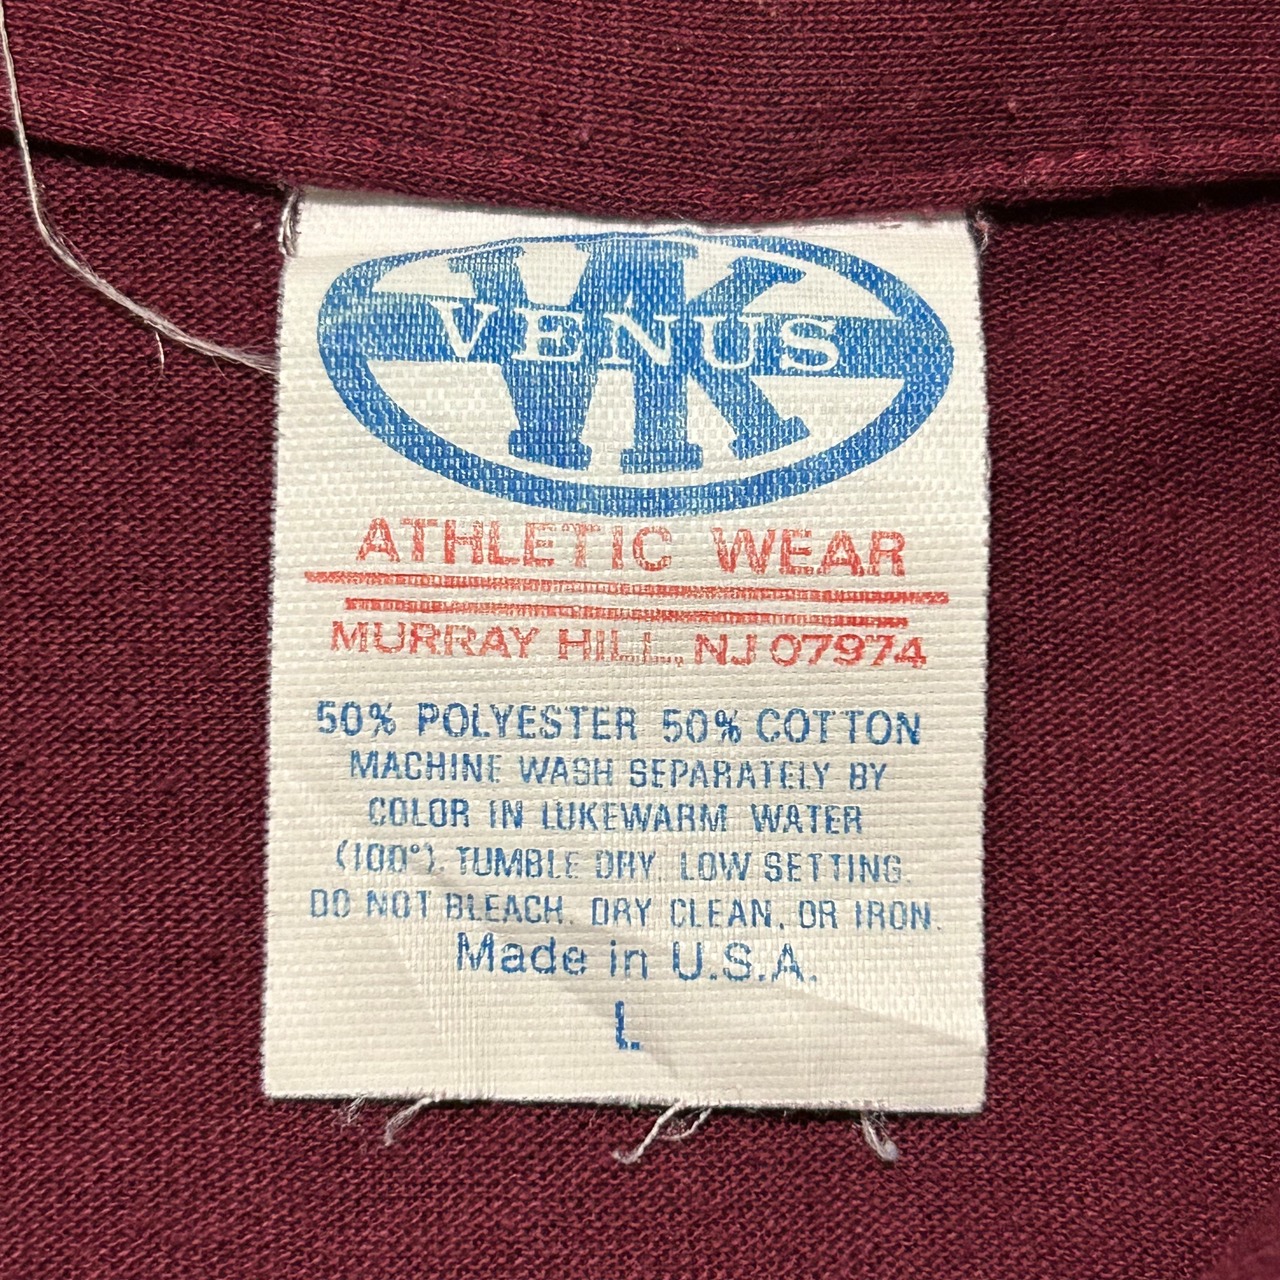 VK
VENUS
ATHLETIC WEAR
MURRAY HILL, NJ 07974
50% POLYESTER 50% COTTON
MACHINE WASH SEPARATELY BY
COLOR IN LUKEWARM WATER
(100°). TUMBLE DRY. LOW SETTING.
DO NOT BLEACH. DRY CLEAN, OR IRON.
Made in U.S.A.
L